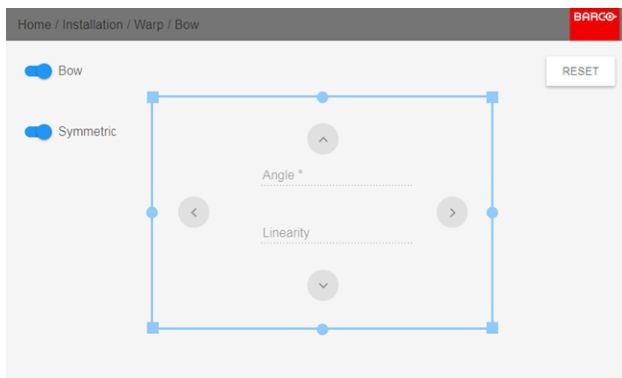 Home / Installation / Warp / Bow
BARCO
Bow
RESET
Symmetric
Angle *
Linearity